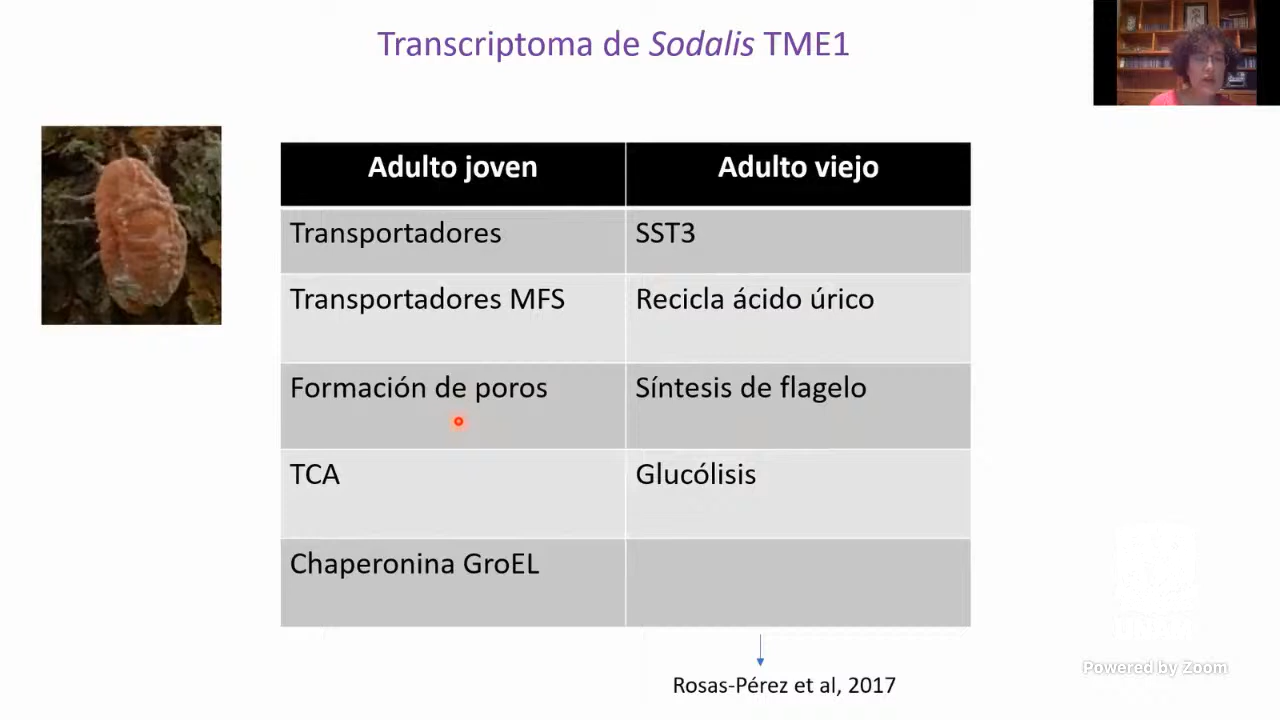 Transcriptoma de Sodalis TME1
Adulto joven
Adulto viejo
Transportadores
SST3
Transportadores MFS
Recicla ácido úrico
Formación de poros
Síntesis de flagelo
TCA
Glucólisis
Chaperonina GroEL
UNAM
Powered by Zoom
Rosas-Pérez et al, 2017